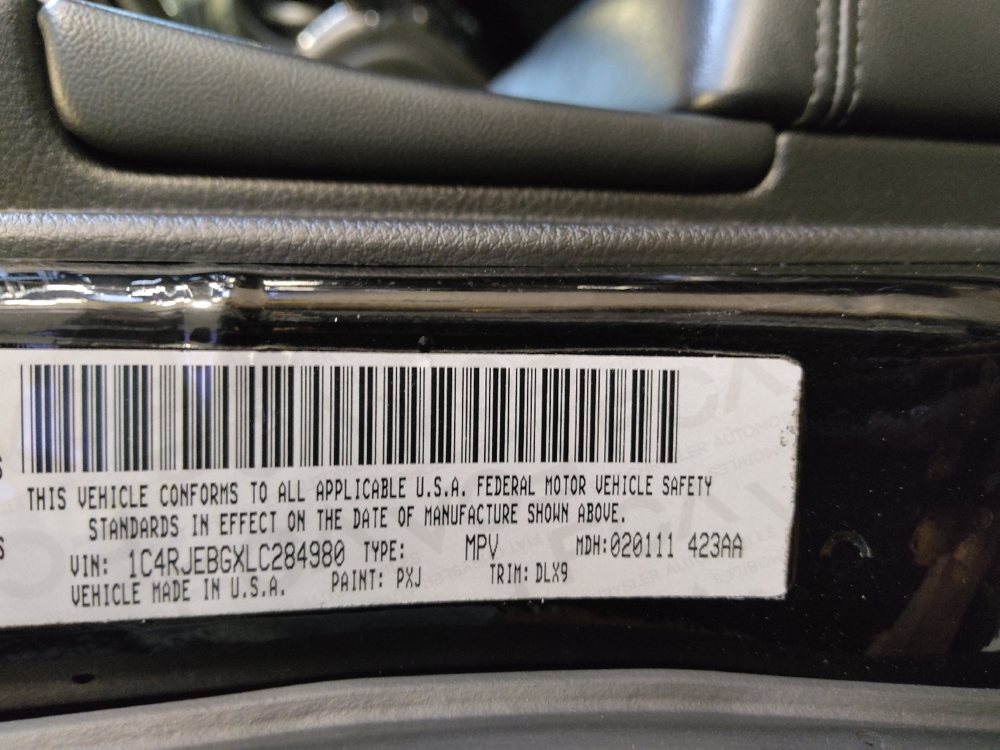 THIS VEHICLE CONFORMS TO ALL APPLICABLE U.S.A. FEDERAL MOTOR VEHICLE SAFETY
STANDARDS IN EFFECT ON THE DATE OF MANUFACTURE SHOWN ABOVE.
VIN: 1C4RJEBGXLC284980 TYPE: MPV MDH:020111 423AA
VEHICLE MADE IN U.S.A. PAINT: PXJ TRIM: DLX9